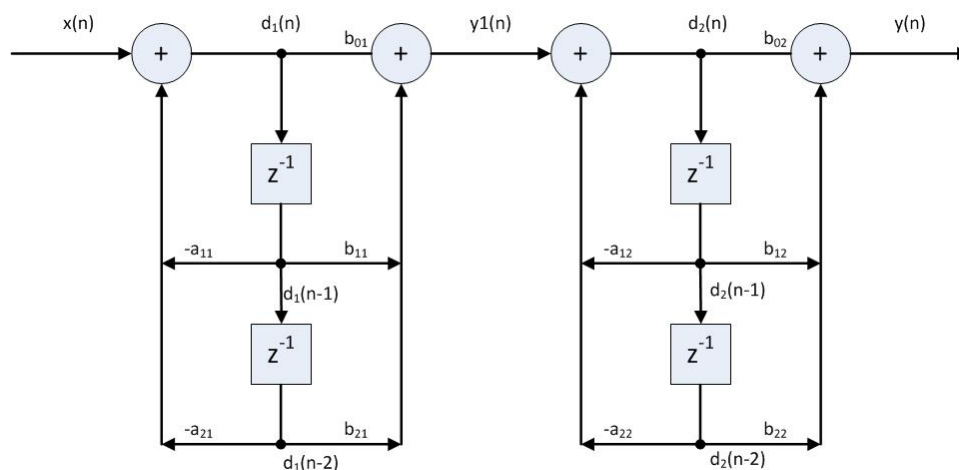 x(n) d₁(n) y1(n) d₂(n) y(n)
+ b₀₁ + + b₀₂ +
z⁻¹ z⁻¹
-a₁₁ b₁₁ -a₁₂ b₁₂
d₁(n-1) d₂(n-1)
z⁻¹ z⁻¹
-a₂₁ b₂₁ -a₂₂ b₂₂
d₁(n-2) d₂(n-2)